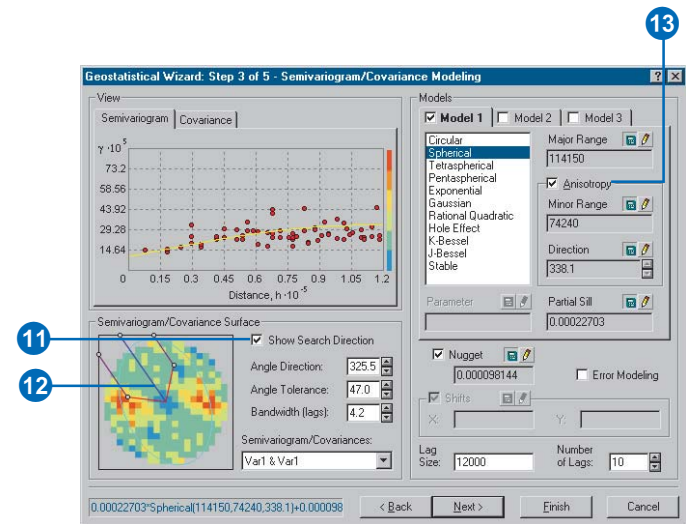 13
Geostatistical Wizard: Step 3 of 5 - Semivariogram/Covariance Modeling
View
Semivariogram
Covariance
γ ·10⁵
73.2
58.56
43.92
29.28
14.64
0 0.15 0.3 0.45 0.6 0.75 0.9 1.05 1.2
Distance, h ·10⁻⁵
Semivariogram/Covariance Surface
11
12
Show Search Direction
Angle Direction: 325.5
Angle Tolerance: 47.0
Bandwidth (lags): 4.2
Semivariogram/Covariances:
Var1 & Var1
Models
Model 1 Model 2 Model 3
Circular
Spherical
Tetraspherical
Pentaspherical
Exponential
Gaussian
Rational Quadratic
Hole Effect
K-Bessel
J-Bessel
Stable
Major Range
114150
Anisotropy
Minor Range
74240
Direction
338.1
Parameter
Partial Sill
0.00022703
Nugget
0.000098144
Error Modeling
Shifts
X: Y:
Lag Size: 12000
Number of Lags: 10
0.00022703*Spherical(114150,74240,338.1)+0.000098
< Back
Next >
Finish
Cancel